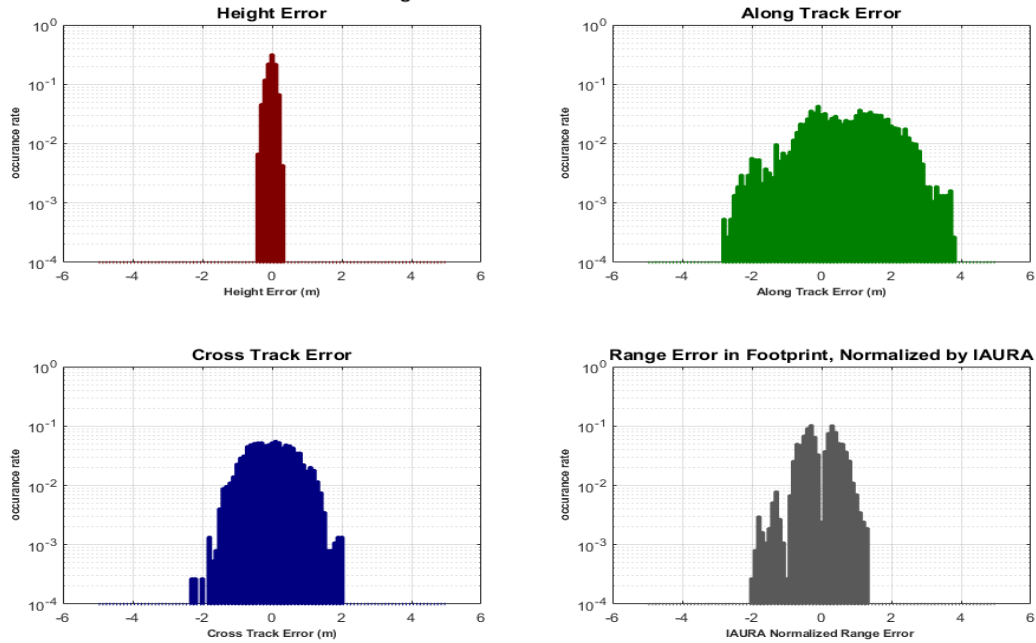 Height Error
10^0
10^-1
10^-2
10^-3
10^-4
occurance rate
-6 -4 -2 0 2 4 6
Height Error (m)
Along Track Error
10^0
10^-1
10^-2
10^-3
10^-4
occurance rate
-6 -4 -2 0 2 4 6
Along Track Error (m)
Cross Track Error
10^0
10^-1
10^-2
10^-3
10^-4
occurance rate
-6 -4 -2 0 2 4 6
Cross Track Error (m)
Range Error in Footprint, Normalized by IAURA
10^0
10^-1
10^-2
10^-3
10^-4
occurance rate
-6 -4 -2 0 2 4 6
IAURA Normalized Range Error